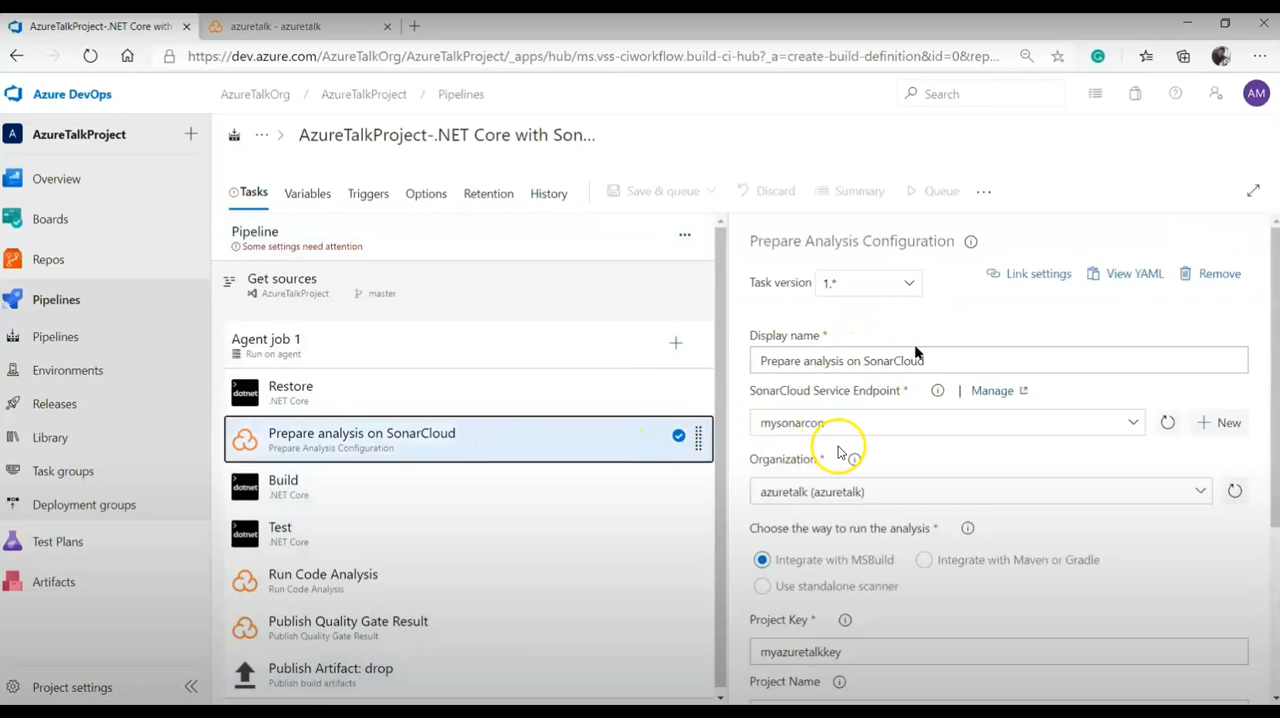 AzureTalkProject-.NET Core with
azuretalk - azuretalk
https://dev.azure.com/AzureTalkOrg/AzureTalkProject/_apps/hub/ms.vss-ciworkflow.build-ci-hub?_a=create-build-definition&id=0&rep...
Azure DevOps
AzureTalkOrg / AzureTalkProject / Pipelines
Search
AM
A AzureTalkProject
AzureTalkProject-.NET Core with Son...
Overview
Boards
Repos
Pipelines
Pipelines
Environments
Releases
Library
Task groups
Deployment groups
Test Plans
Artifacts
Project settings
Tasks Variables Triggers Options Retention History Save & queue Discard Summary Queue ...
Pipeline
Some settings need attention
Get sources
AzureTalkProject master
Agent job 1
Run on agent
dotnet
Restore
.NET Core
Prepare analysis on SonarCloud
Prepare Analysis Configuration
dotnet
Build
.NET Core
dotnet
Test
.NET Core
Run Code Analysis
Run Code Analysis
Publish Quality Gate Result
Publish Quality Gate Result
Publish Artifact: drop
Publish build artifacts
Prepare Analysis Configuration
Link settings View YAML Remove
Task version 1.*
Display name *
Prepare analysis on SonarCloud
SonarCloud Service Endpoint * | Manage
mysonarcon
New
Organization *
azuretalk (azuretalk)
Choose the way to run the analysis *
Integrate with MSBuild Integrate with Maven or Gradle
Use standalone scanner
Project Key *
myazuretalkkey
Project Name